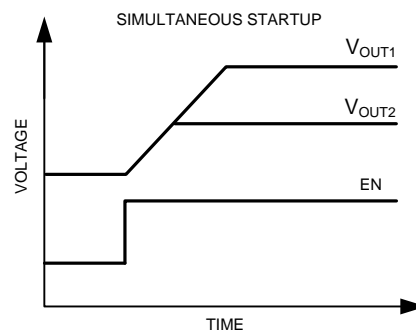 SIMULTANEOUS STARTUP
VOUT1
VOUT2
EN
VOLTAGE
TIME